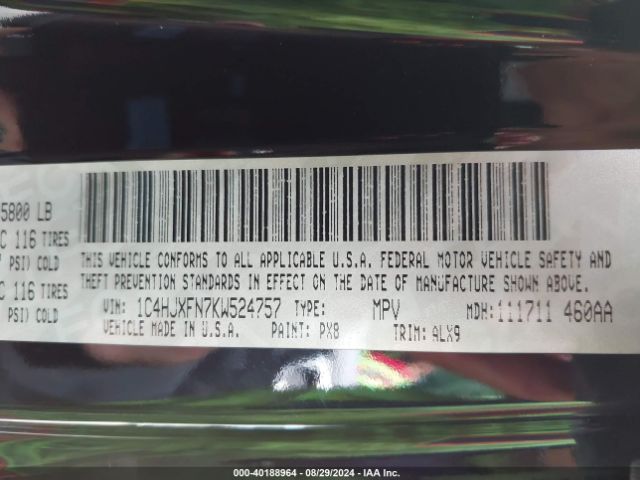 5800 LB
C 116 TIRES
PSI) COLD
C 116 TIRES
PSI) COLD
THIS VEHICLE CONFORMS TO ALL APPLICABLE U.S.A. FEDERAL MOTOR VEHICLE SAFETY AND
THEFT PREVENTION STANDARDS IN EFFECT ON THE DATE OF MANUFACTURE SHOWN ABOVE.
VIN: 1C4HJXFN7KW524757 TYPE: MPV MDH: 111711 460AA
VEHICLE MADE IN U.S.A. PAINT: PX8 TRIM: ALX9
000-40188964 - 08/29/2024 - IAA Inc.